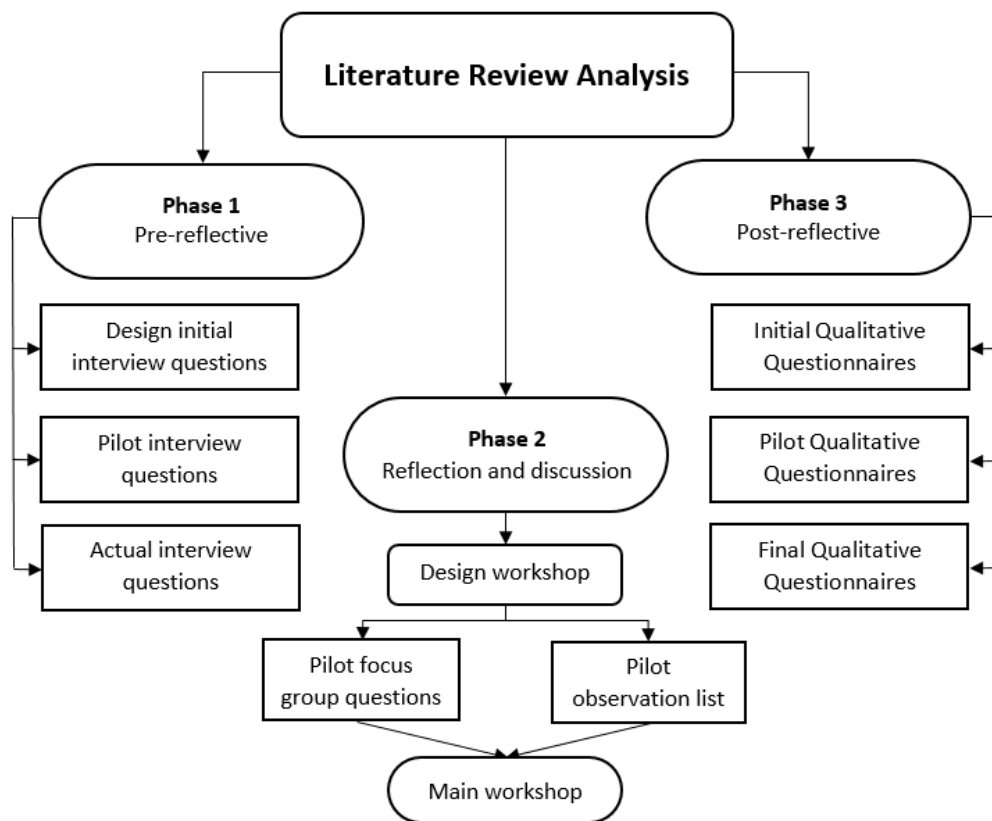 Literature Review Analysis
Phase 1
Pre-reflective
Design initial
interview questions
Pilot interview
questions
Actual interview
questions
Phase 2
Reflection and discussion
Design workshop
Pilot focus
group questions
Pilot
observation list
Main workshop
Phase 3
Post-reflective
Initial Qualitative
Questionnaires
Pilot Qualitative
Questionnaires
Final Qualitative
Questionnaires